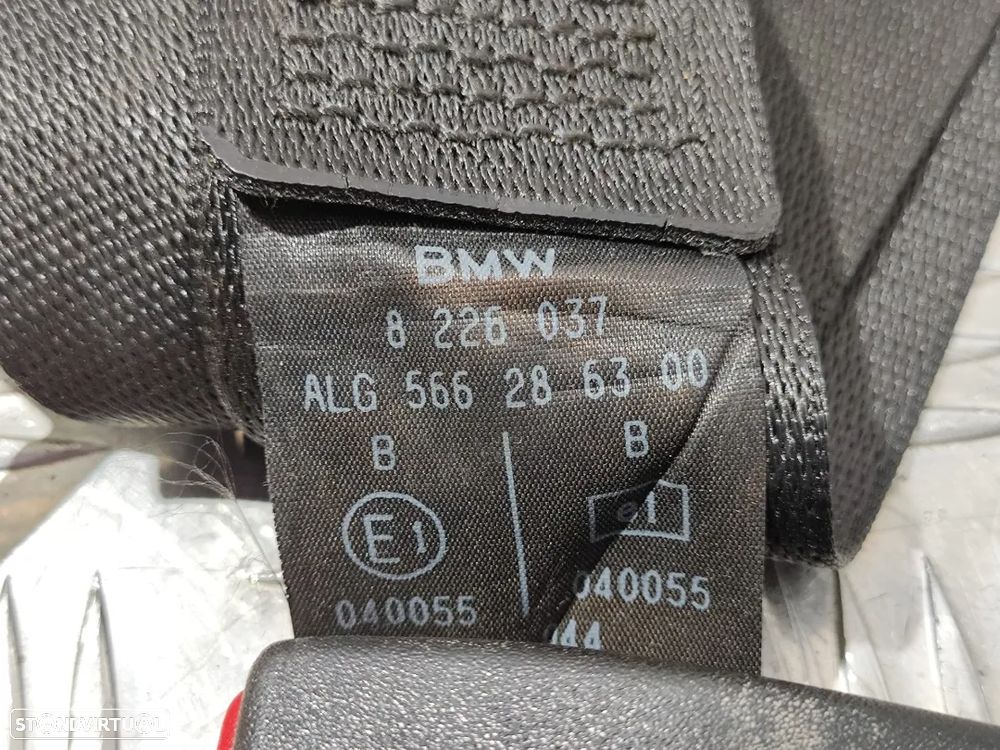 BMW
8 226 037
ALG 566 28 63 00
B B
E1 e1
040055 040055
044
STANDVIRTUAL